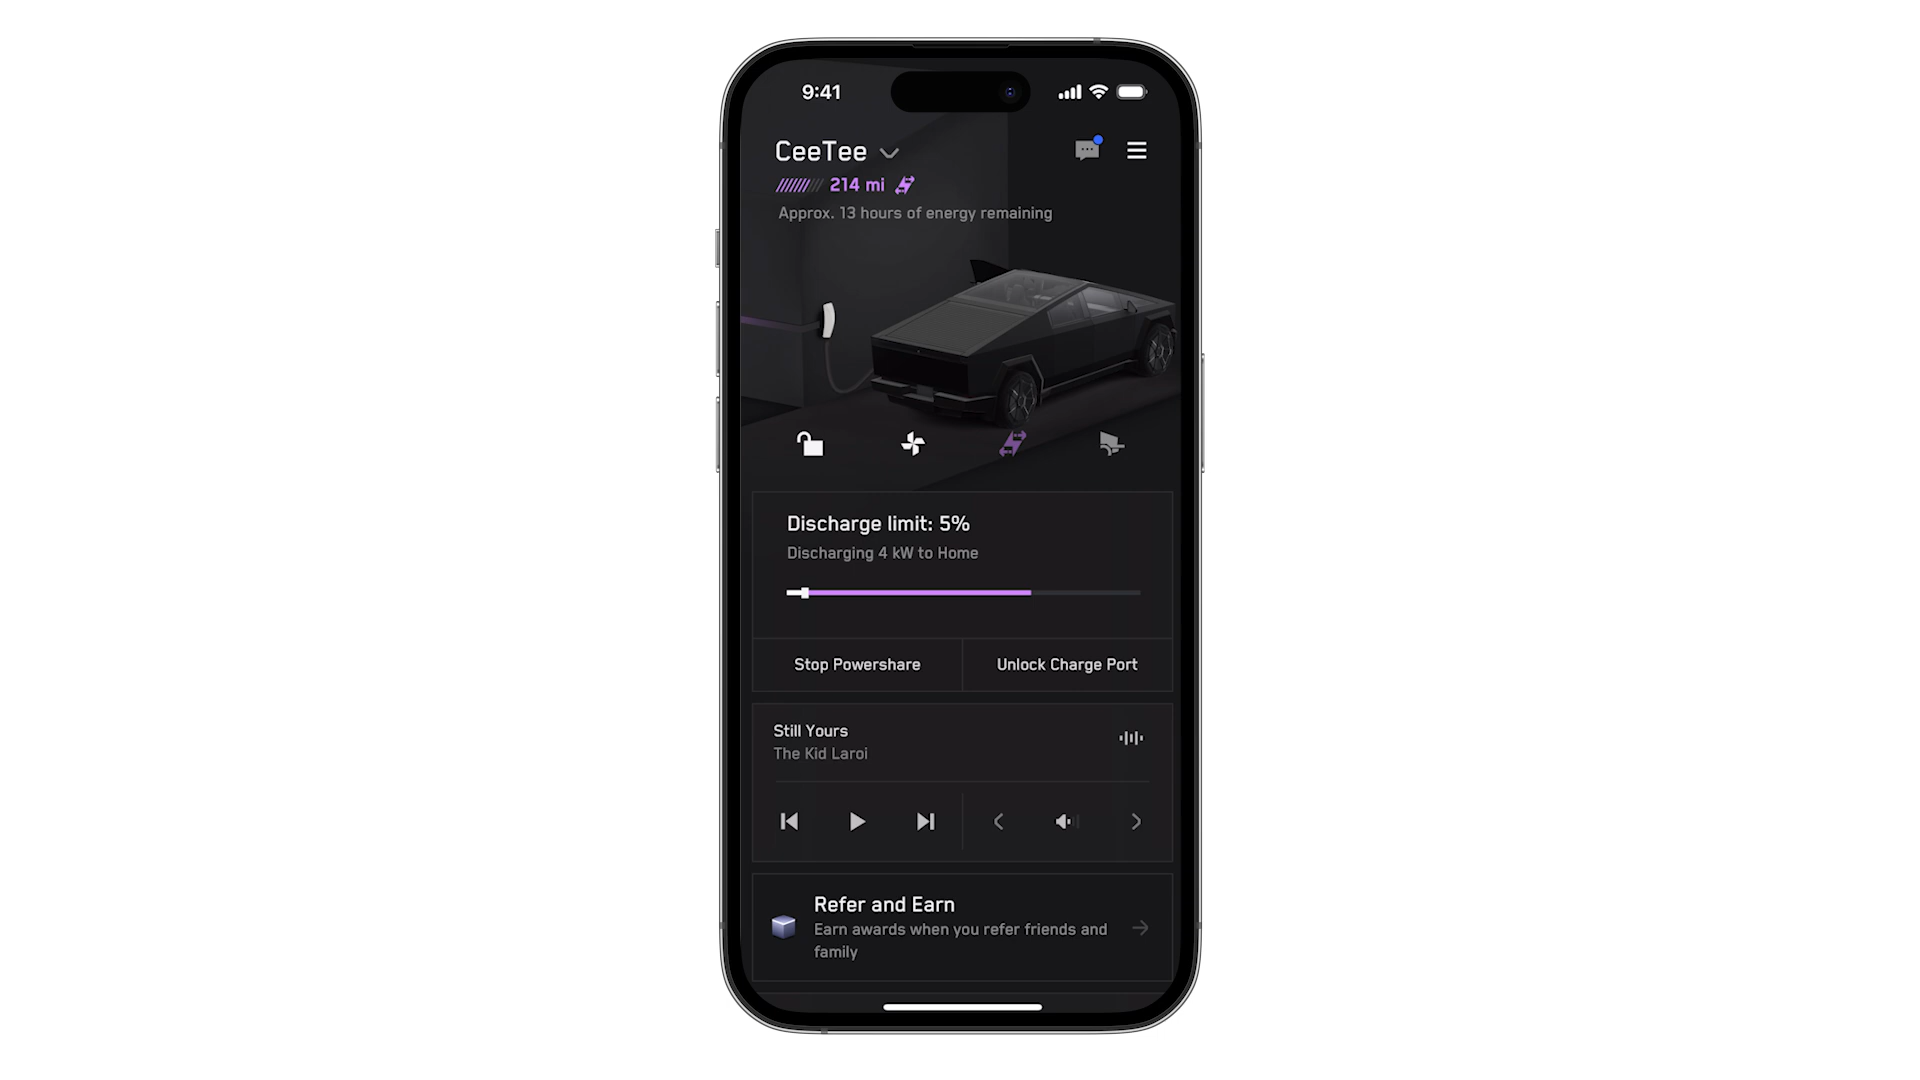 9:41
CeeTee
214 mi
Approx. 13 hours of energy remaining
Discharge limit: 5%
Discharging 4 kW to Home
Stop Powershare
Unlock Charge Port
Still Yours
The Kid Laroi
Refer and Earn
Earn awards when you refer friends and
family